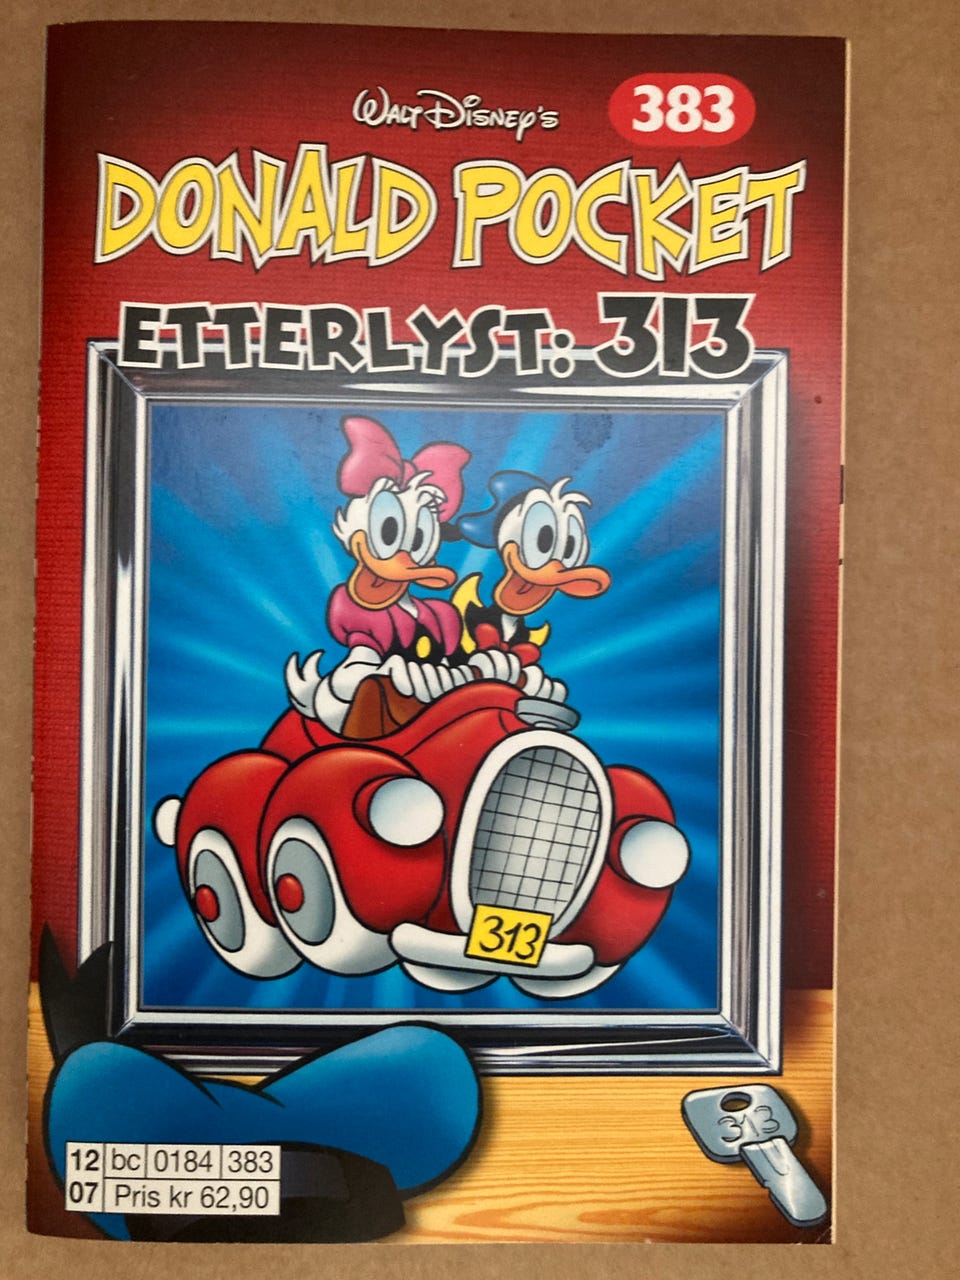 WALT DISNEY'S
383
DONALD POCKET
ETTERLYST: 313
313
313
12 bc 0184 383
07 Pris kr 62,90